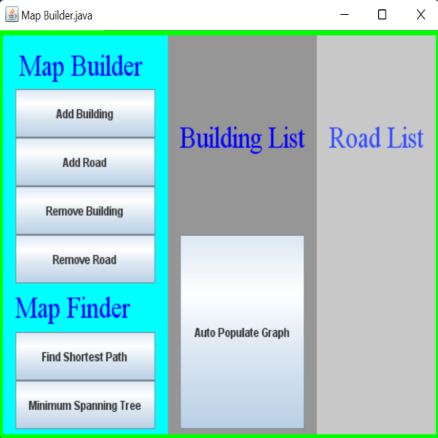 Map Builder.java
Map Builder
Add Building
Add Road
Remove Building
Remove Road
Map Finder
Find Shortest Path
Minimum Spanning Tree
Building List
Auto Populate Graph
Road List